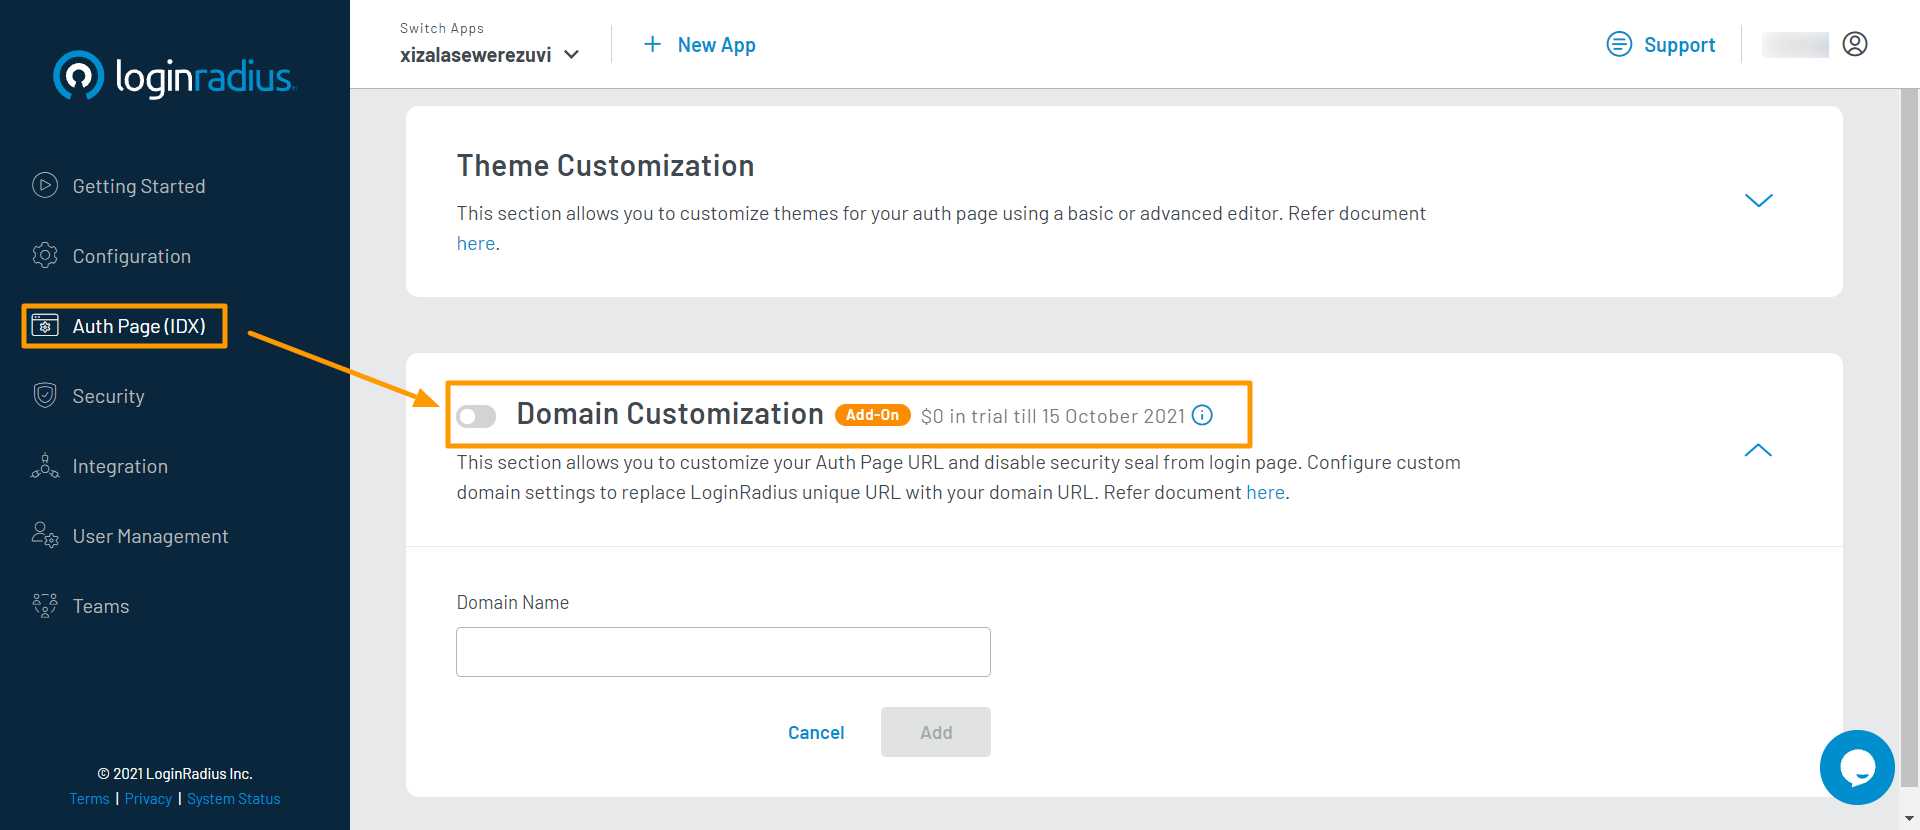 loginradius
Getting Started
Configuration
Auth Page (IDX)
Security
Integration
User Management
Teams
© 2021 LoginRadius Inc.
Terms | Privacy | System Status
Switch Apps
xizalasewerezuvi
+ New App
Support
Theme Customization
This section allows you to customize themes for your auth page using a basic or advanced editor. Refer document
here.
Domain Customization Add-On $0 in trial till 15 October 2021
This section allows you to customize your Auth Page URL and disable security seal from login page. Configure custom
domain settings to replace LoginRadius unique URL with your domain URL. Refer document here.
Domain Name
Cancel
Add